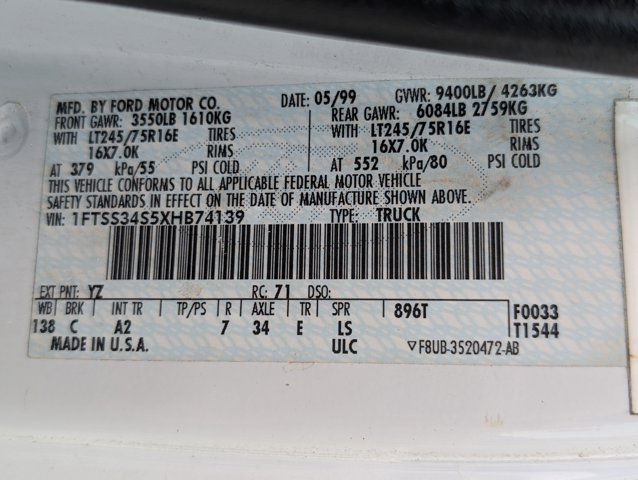 MFD. BY FORD MOTOR CO. DATE: 05/99 GVWR: 9400LB / 4263KG
FRONT GAWR: 3550LB 1610KG REAR GAWR: 6084LB 2759KG
WITH LT245/75R16E TIRES WITH LT245/75R16E TIRES
16X7.0K RIMS 16X7.0K RIMS
AT 379 kPa/55 PSI COLD AT 552 kPa/80 PSI COLD
THIS VEHICLE CONFORMS TO ALL APPLICABLE FEDERAL MOTOR VEHICLE
SAFETY STANDARDS IN EFFECT ON THE DATE OF MANUFACTURE SHOWN ABOVE.
VIN: 1FTSS34S5XHB74139 TYPE: TRUCK
EXT PNT: YZ RC: 71 DSO:
WB BRK INT TR TP/PS R AXLE TR SPR 896T F0033
138 C A2 7 34 E LS T1544
MADE IN U.S.A. ULC ▽F8UB-3520472-AB